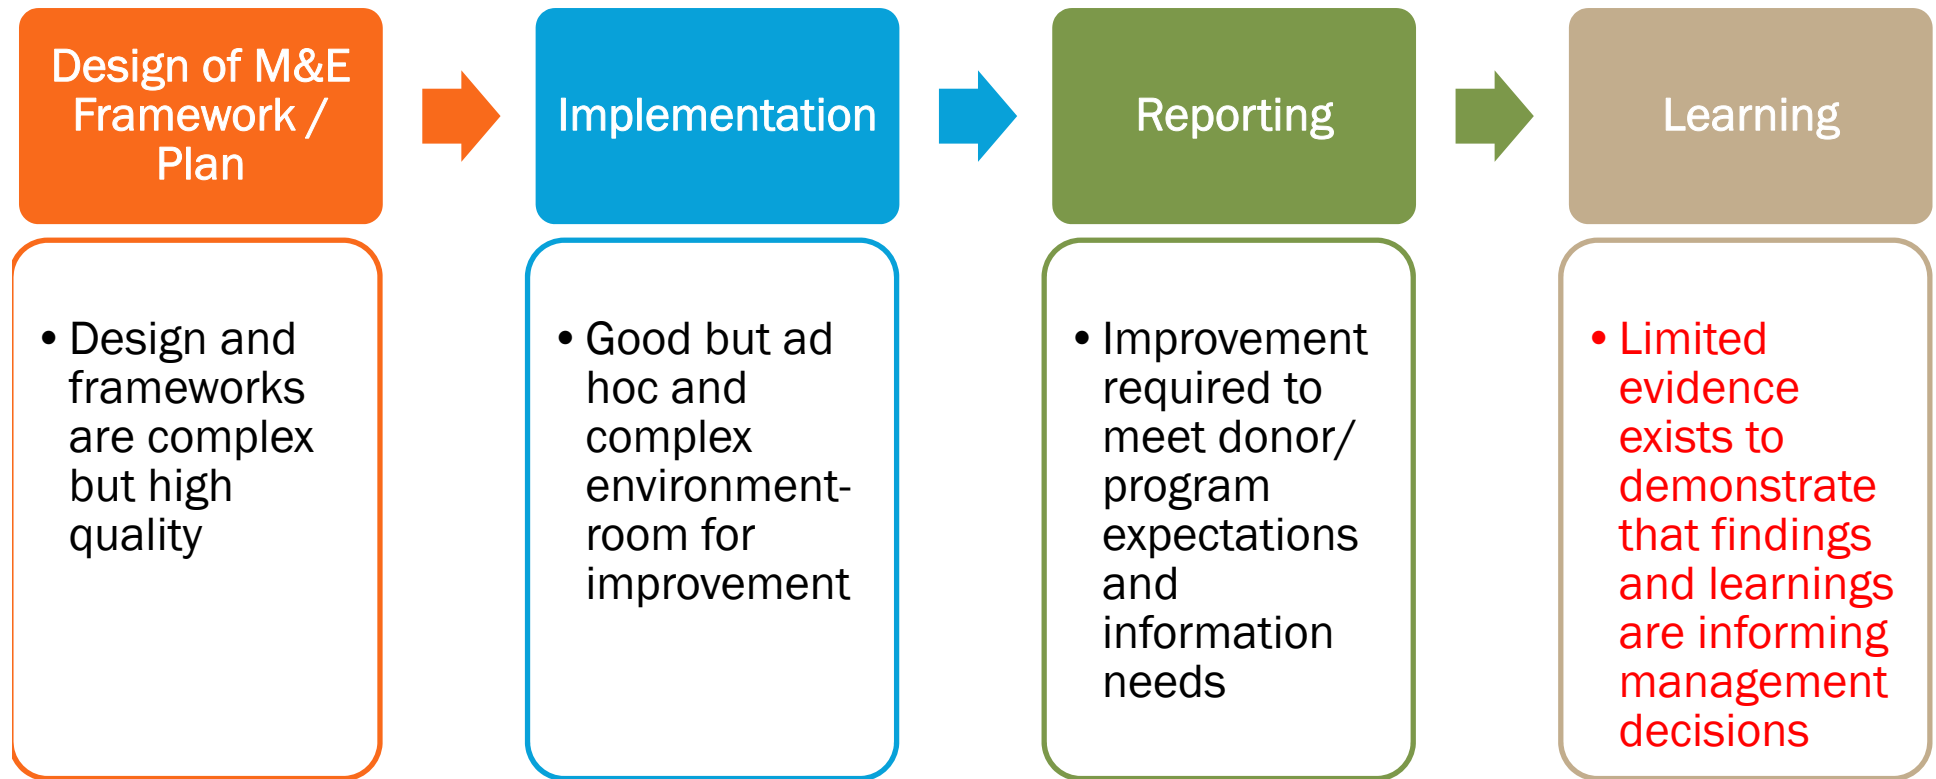 Design of M&E
Framework /
Plan
Implementation
Reporting
Learning
• Design and
frameworks
are complex
but high
quality
• Good but ad
hoc and
complex
environment-
room for
improvement
• Improvement
required to
meet donor/
program
expectations
and
information
needs
• Limited
evidence
exists to
demonstrate
that findings
and learnings
are informing
management
decisions